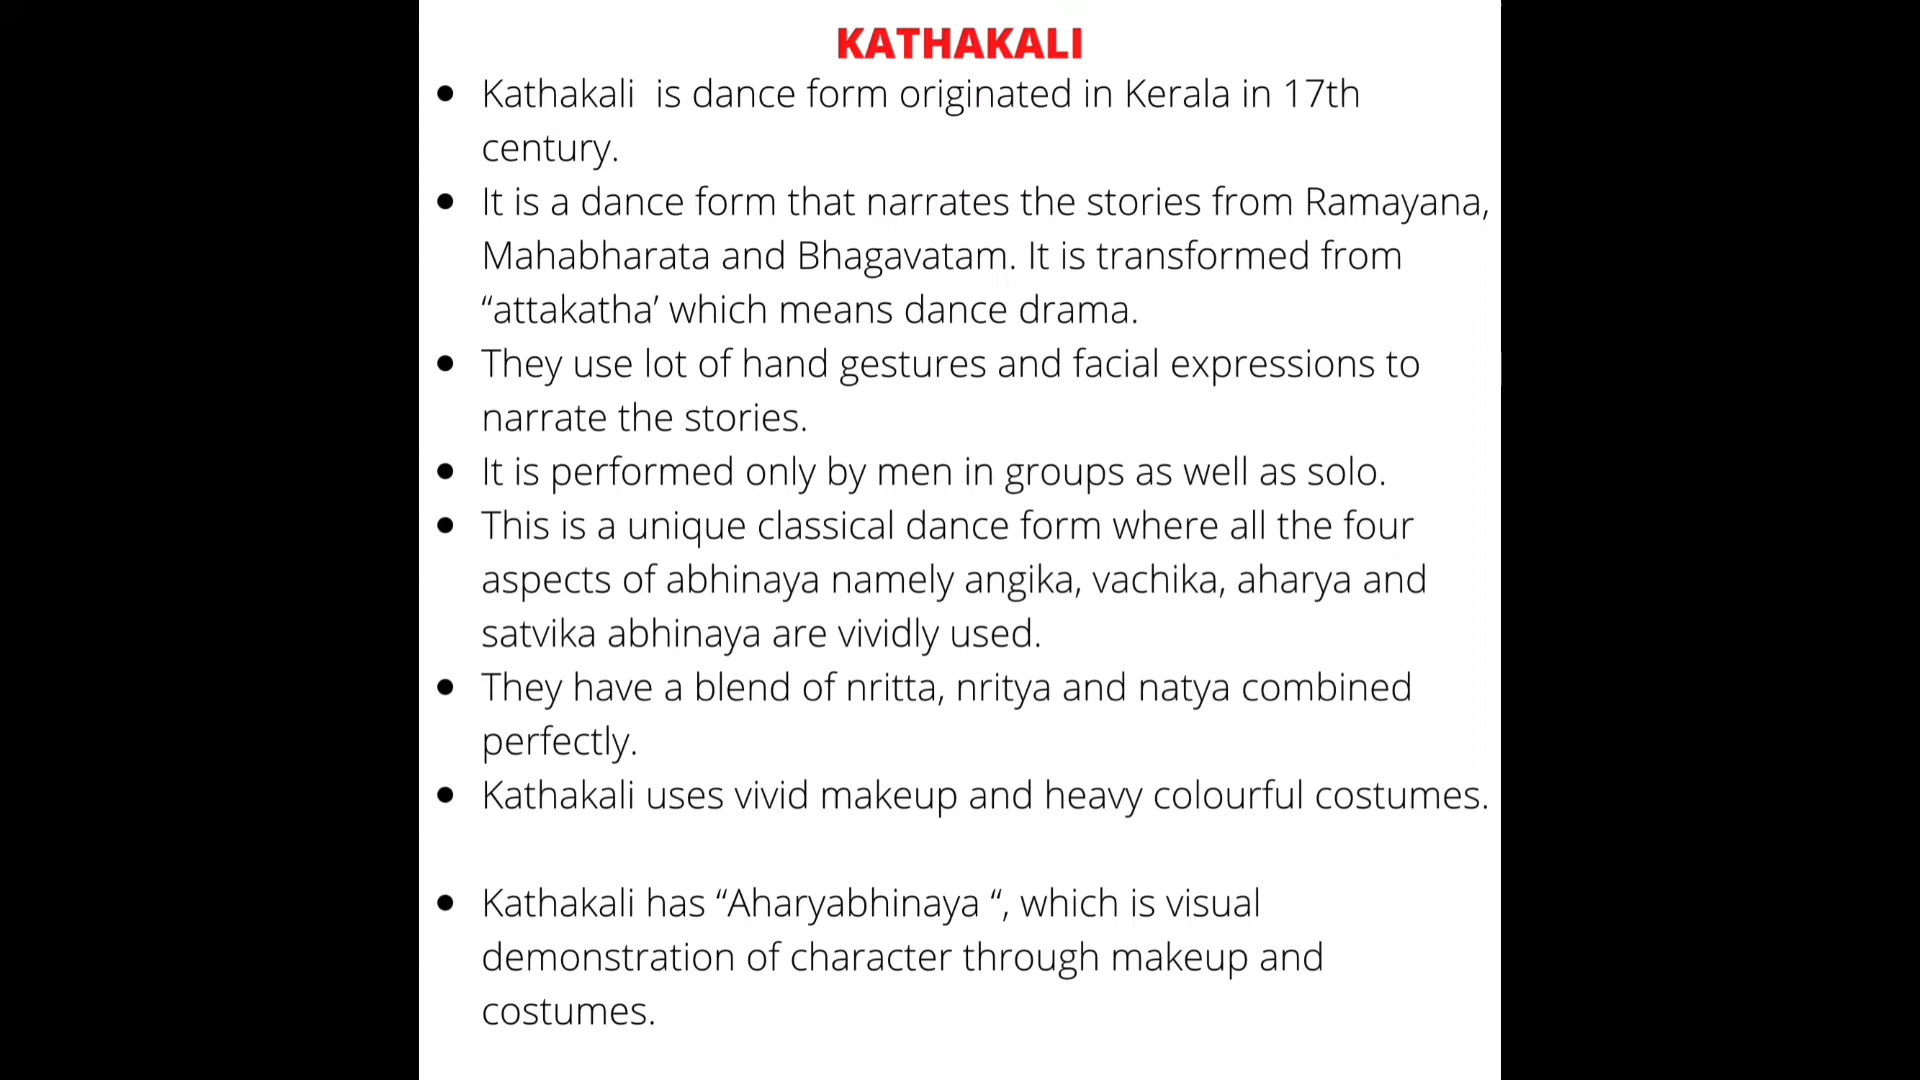 KATHAKALI
• Kathakali  is dance form originated in Kerala in 17th
century.
• It is a dance form that narrates the stories from Ramayana,
Mahabharata and Bhagavatam. It is transformed from
“attakatha’ which means dance drama.
• They use lot of hand gestures and facial expressions to
narrate the stories.
• It is performed only by men in groups as well as solo.
• This is a unique classical dance form where all the four
aspects of abhinaya namely angika, vachika, aharya and
satvika abhinaya are vividly used.
• They have a blend of nritta, nritya and natya combined
perfectly.
• Kathakali uses vivid makeup and heavy colourful costumes.
• Kathakali has “Aharyabhinaya “, which is visual
demonstration of character through makeup and
costumes.